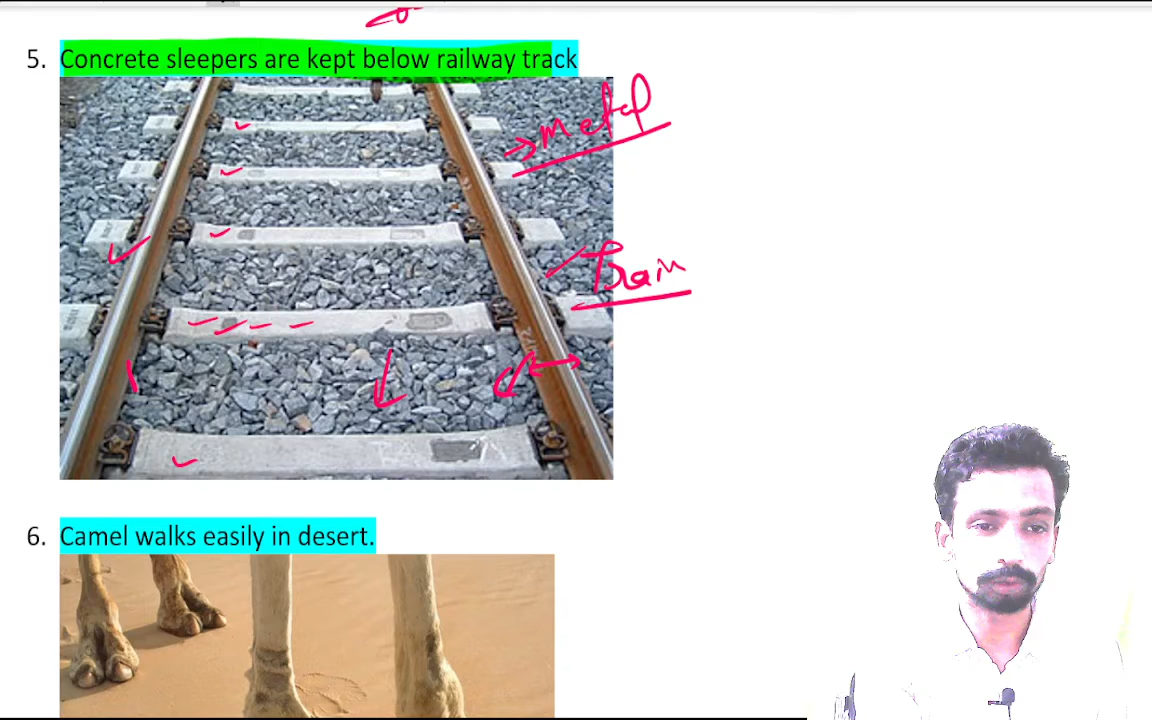 5. Concrete sleepers are kept below railway track
Metal
Train
6. Camel walks easily in desert.